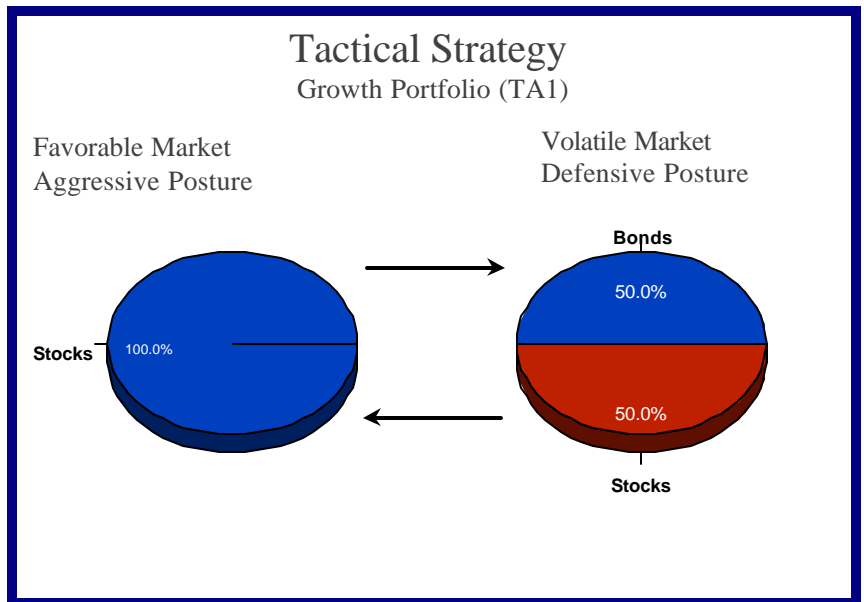 Tactical Strategy
Growth Portfolio (TA1)
Favorable Market
Aggressive Posture
Volatile Market
Defensive Posture
Stocks
100.0%
Bonds
50.0%
50.0%
Stocks